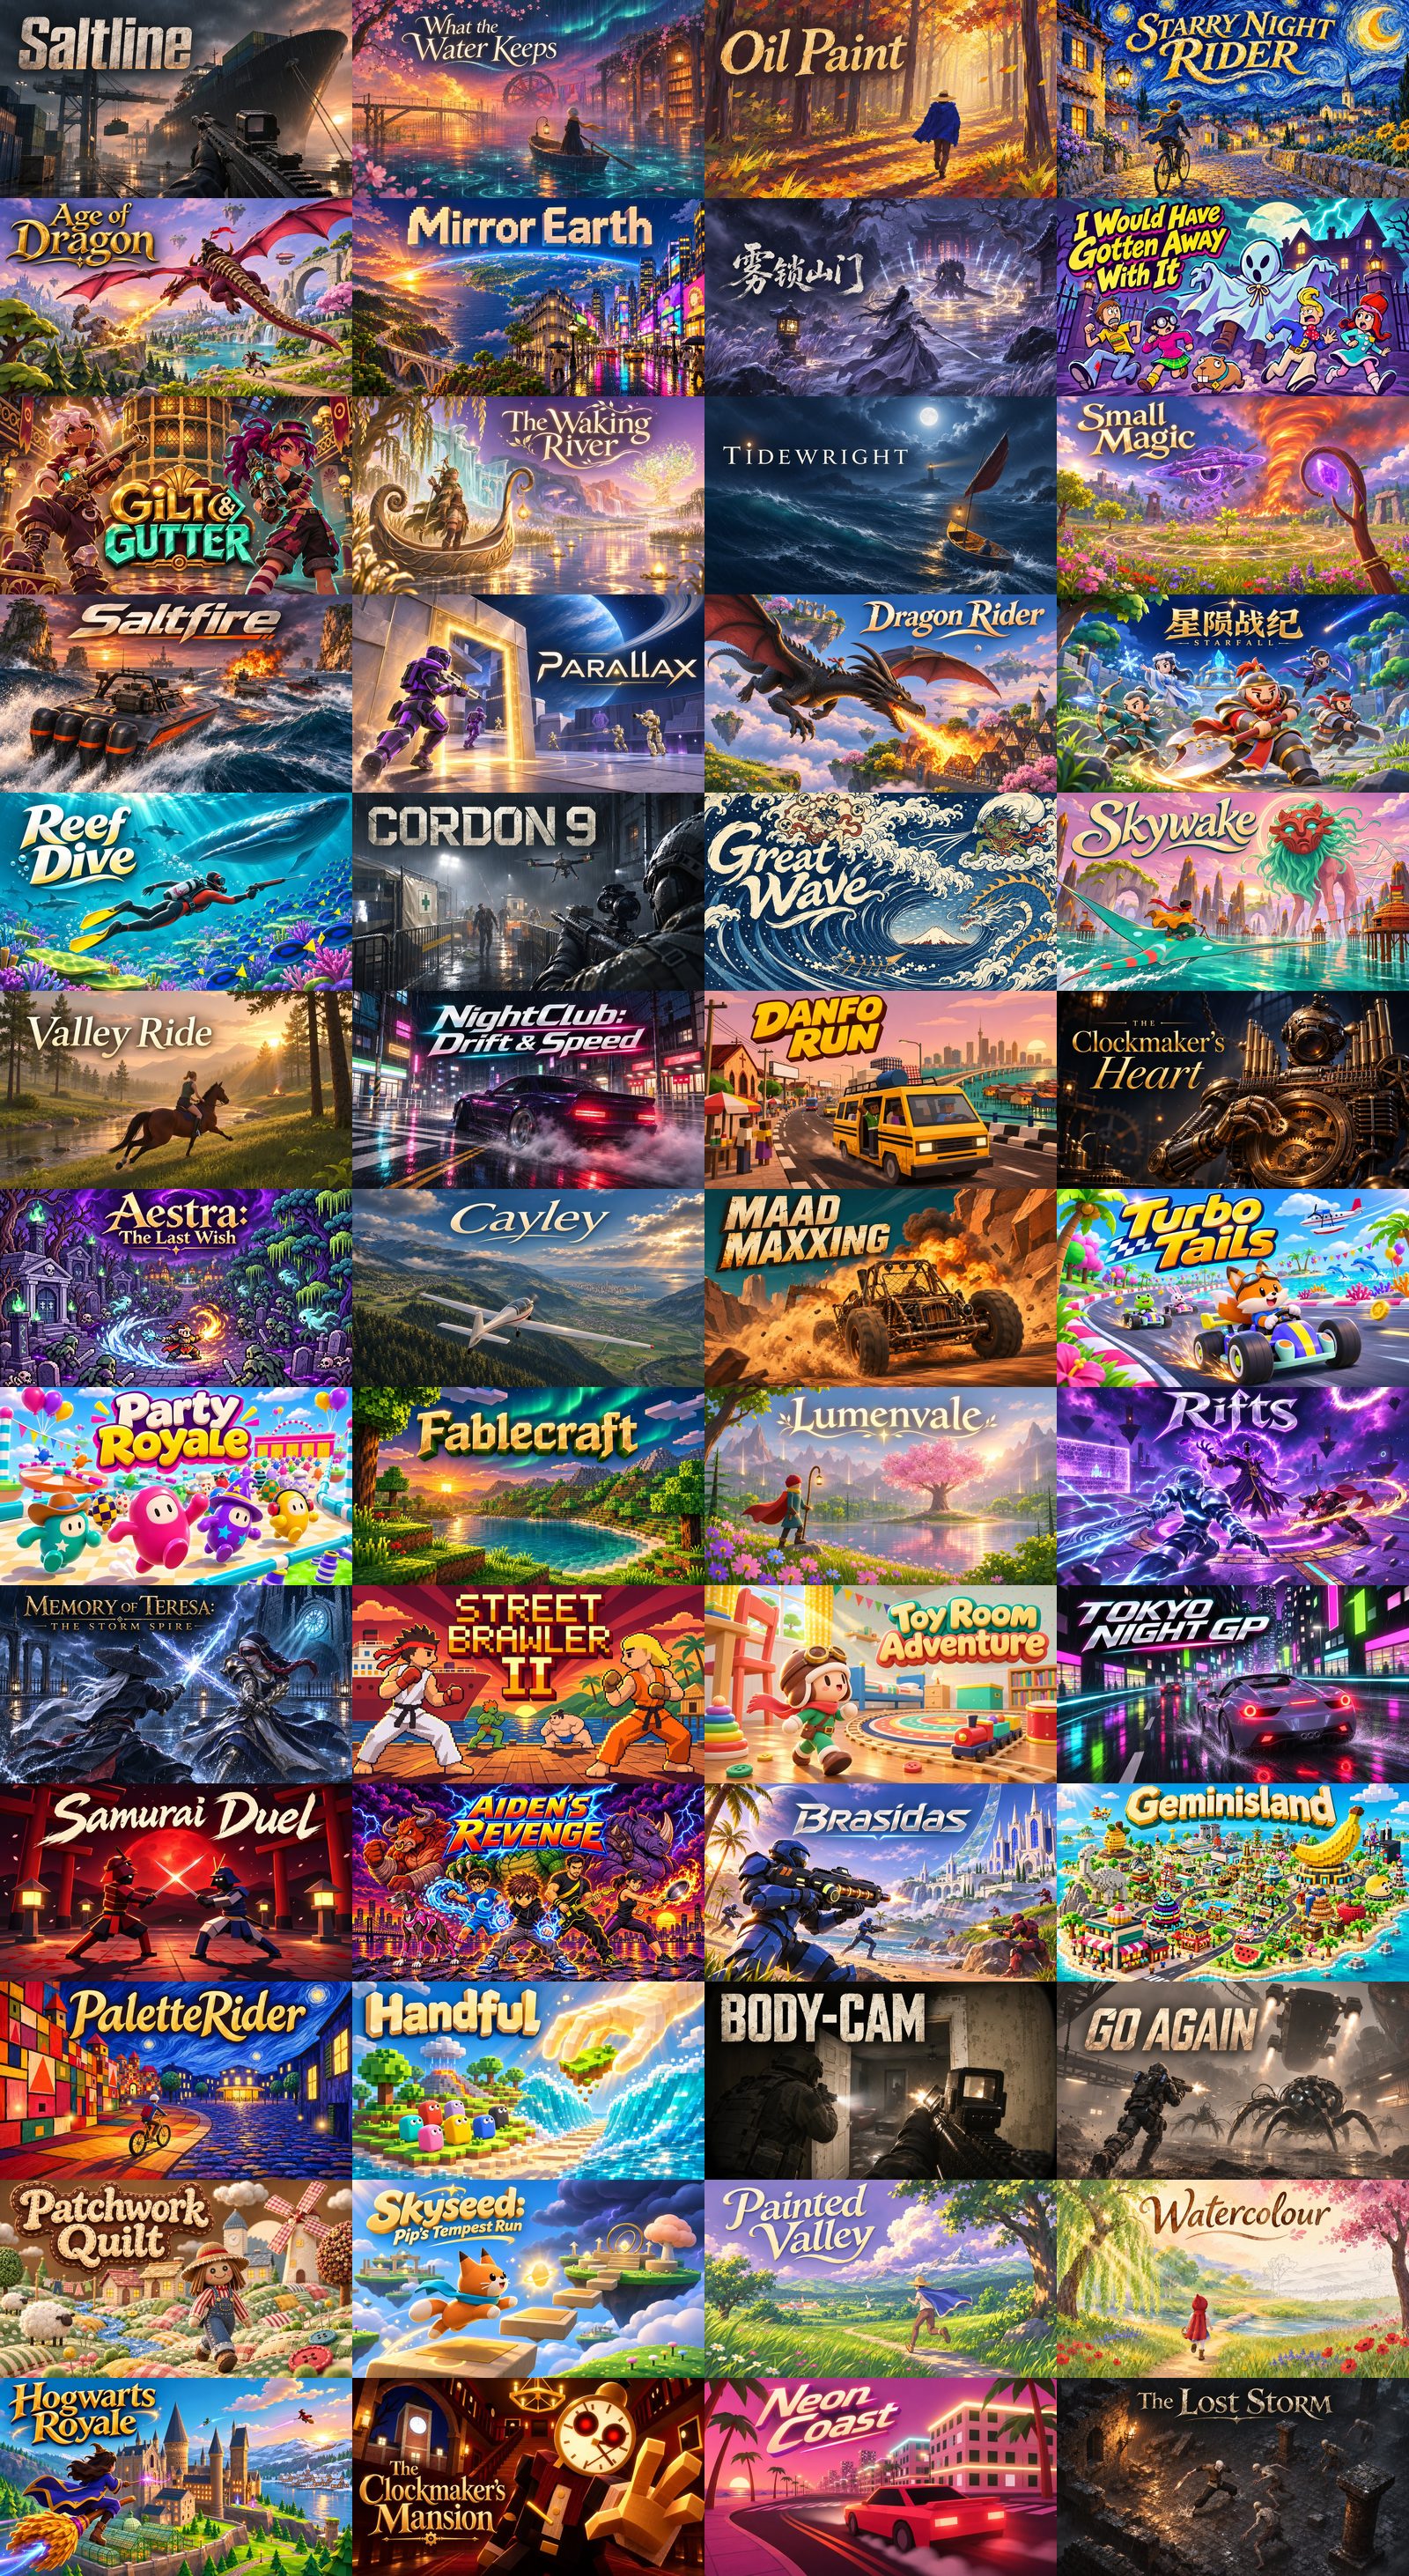 Saltline
What the
Water Keeps
Oil Paint
STARRY NIGHT
RIDER
Age of
Dragon
Mirror Earth
雾锁山门
I Would Have
Gotten Away
With It
GILT &
GUTTER
The Waking
River
TIDEWRIGHT
Small
Magic
Saltfire
PARALLAX
Dragon Rider
星陨战纪
STARFALL
Reef
Dive
CORDON 9
Great
Wave
Skywake
Valley Ride
NightClub:
Drift & Speed
DANFO
RUN
THE
Clockmaker's
Heart
Aestra:
The Last Wish
Cayley
MAAD
MAXXING
Turbo
Tails
Party
Royale
Fablecraft
Lumenvale
Rifts
MEMORY OF TERESA:
THE STORM SPIRE
STREET
BRAWLER
II
Toy Room
Adventure
TOKYO
NIGHT GP
Samurai Duel
AIDEN'S
REVENGE
Brasidas
Geminisland
PaletteRider
Handful
BODY-CAM
GO AGAIN
Patchwork
Quilt
Skyseed:
Pip's Tempest Run
Painted
Valley
Watercolour
Hogwarts
Royale
The
Clockmaker's
Mansion
Neon
Coast
The Lost Storm